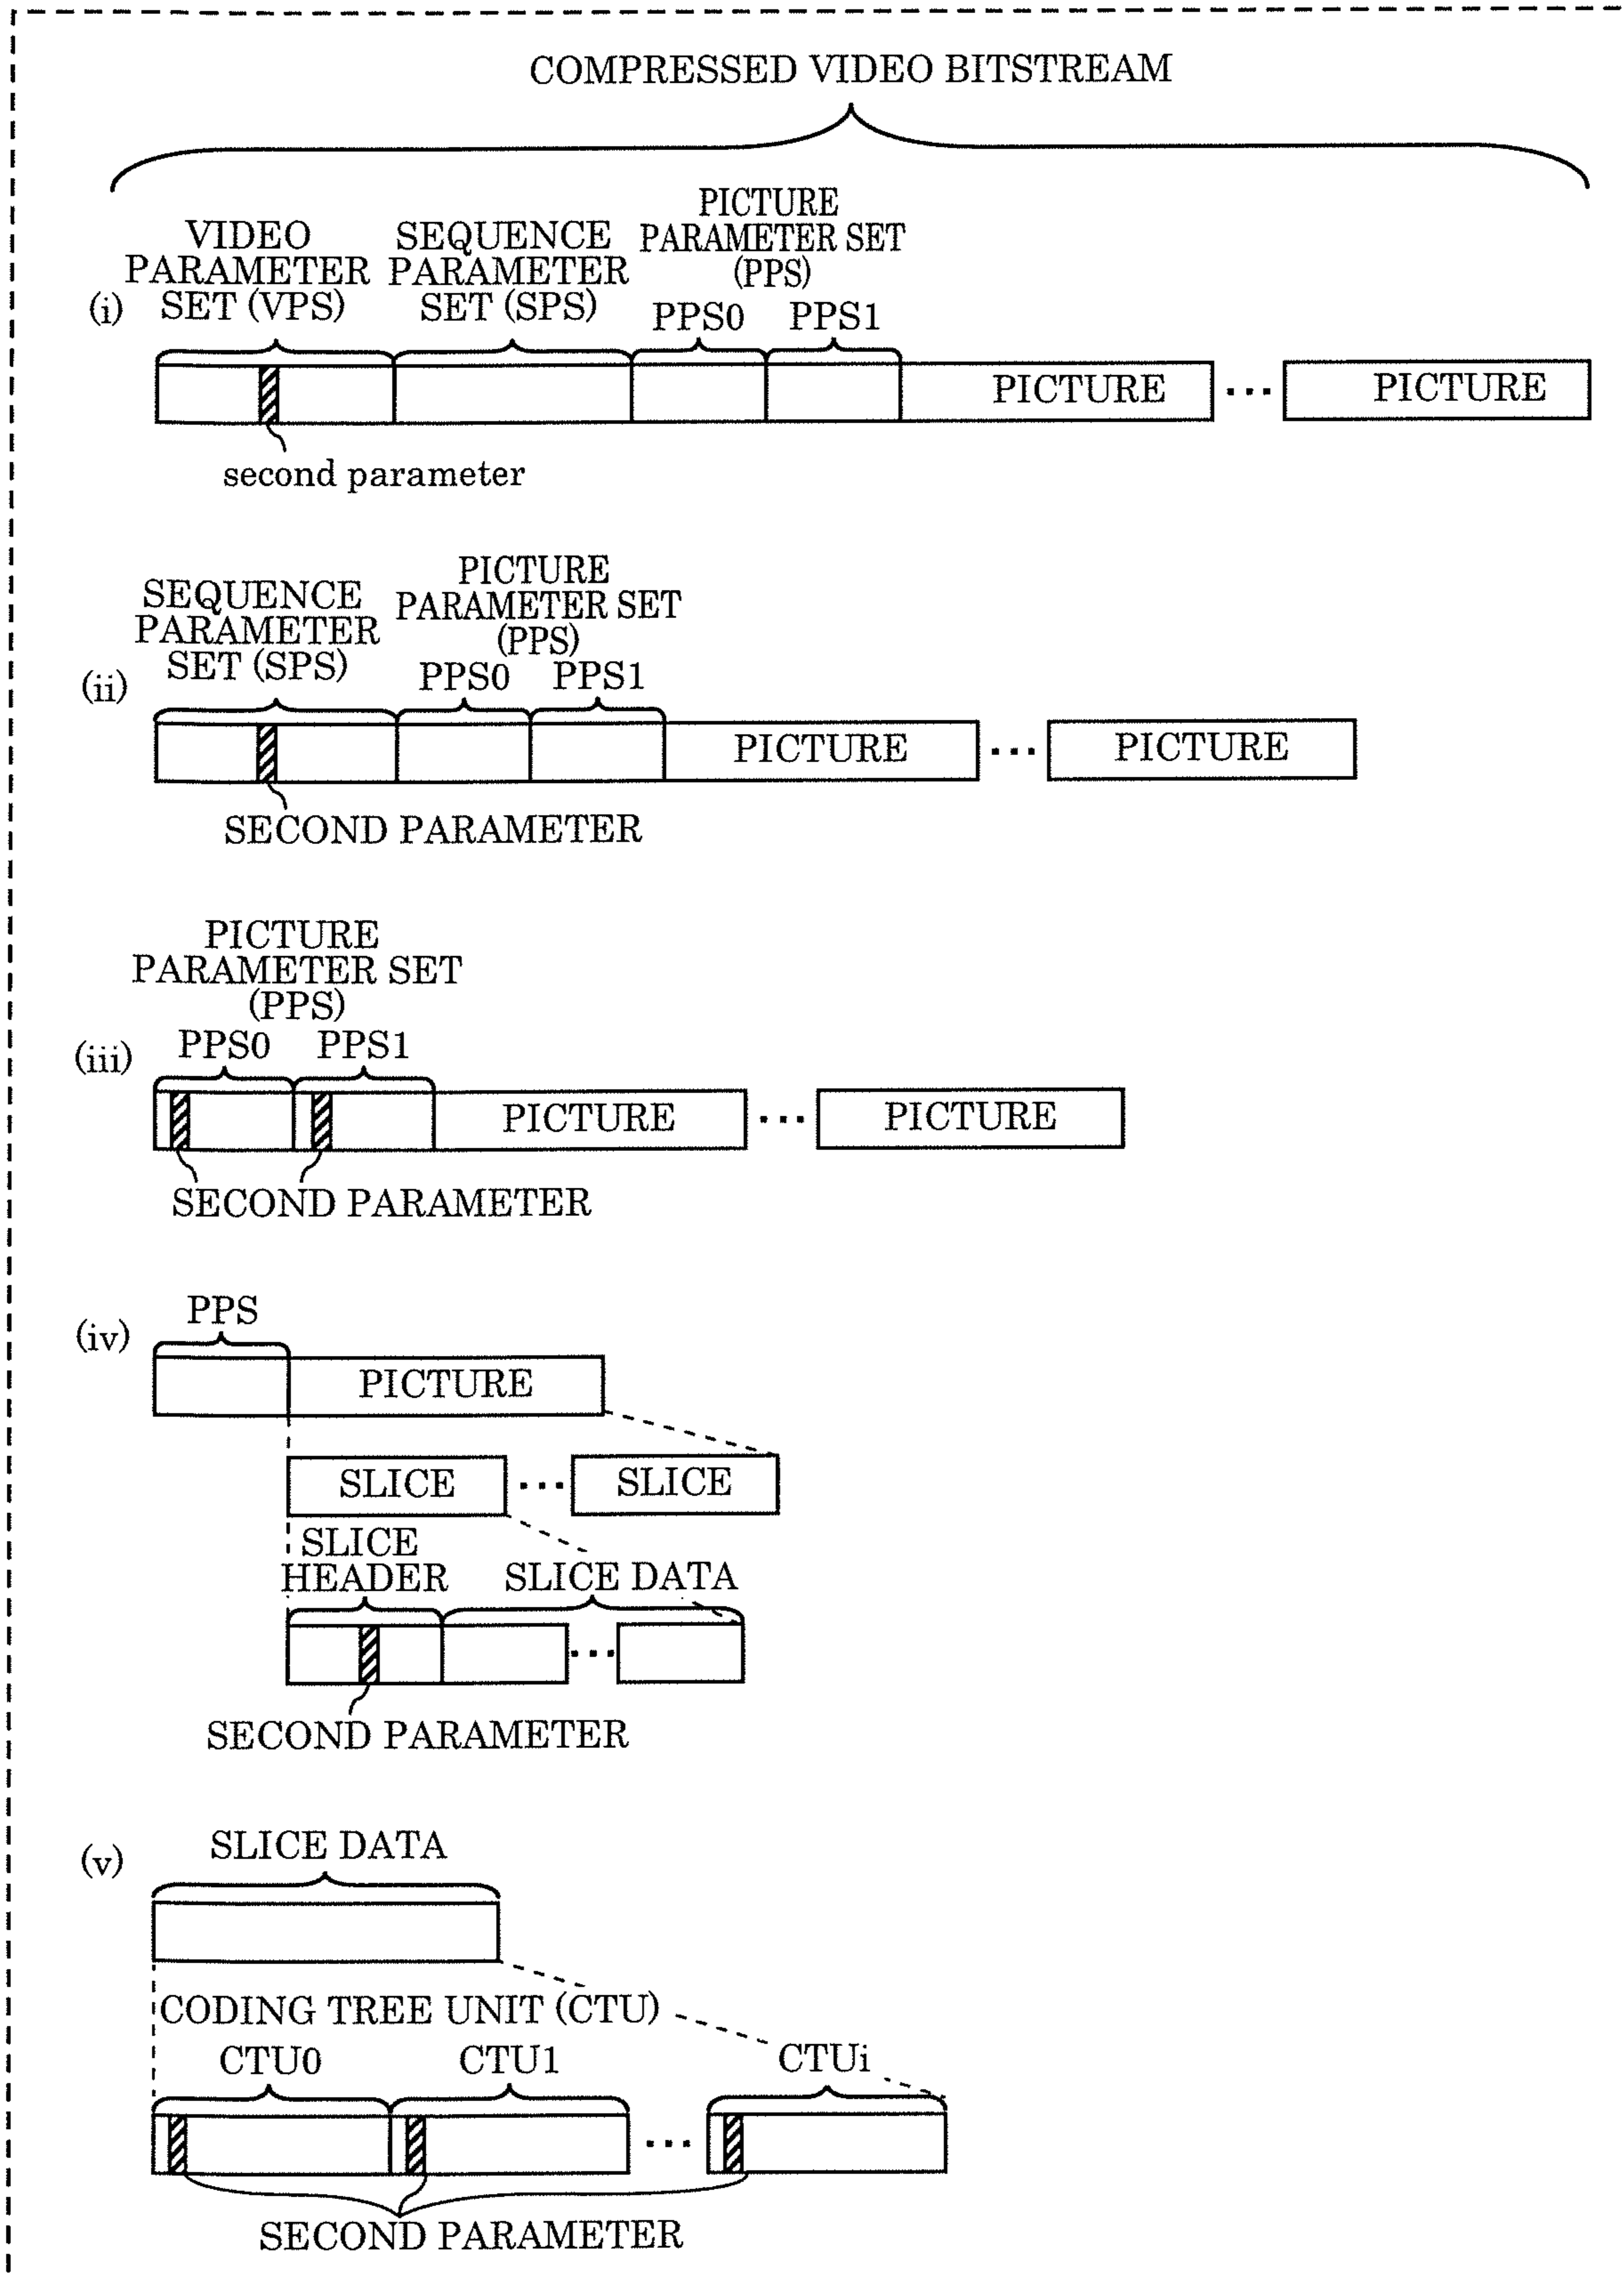 COMPRESSED VIDEO BITSTREAM
PICTURE
VIDEO SEQUENCE PARAMETER SET
PARAMETER PARAMETER (PPS)
(i) SET (VPS) SET (SPS) PPS0 PPS1
PICTURE ... PICTURE
second parameter
PICTURE
SEQUENCE PARAMETER SET
PARAMETER (PPS)
(ii) SET (SPS) PPS0 PPS1
PICTURE ... PICTURE
SECOND PARAMETER
PICTURE
PARAMETER SET
(PPS)
(iii) PPS0 PPS1
PICTURE ... PICTURE
SECOND PARAMETER
PPS
(iv)
PICTURE
SLICE ... SLICE
SLICE
HEADER SLICE DATA
...
SECOND PARAMETER
(v) SLICE DATA
CODING TREE UNIT (CTU)
CTU0 CTU1 CTUi
...
SECOND PARAMETER